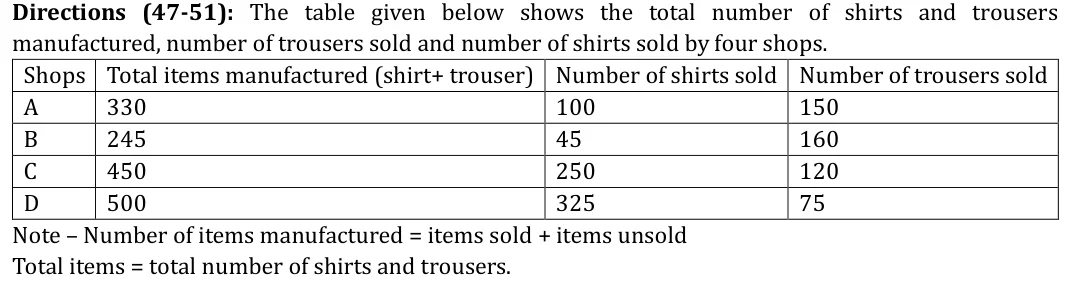 Directions (47-51): The table given below shows the total number of shirts and trousers
manufactured, number of trousers sold and number of shirts sold by four shops.
Shops Total items manufactured (shirt+ trouser) Number of shirts sold Number of trousers sold
A 330 100 150
B 245 45 160
C 450 250 120
D 500 325 75
Note – Number of items manufactured = items sold + items unsold
Total items = total number of shirts and trousers.